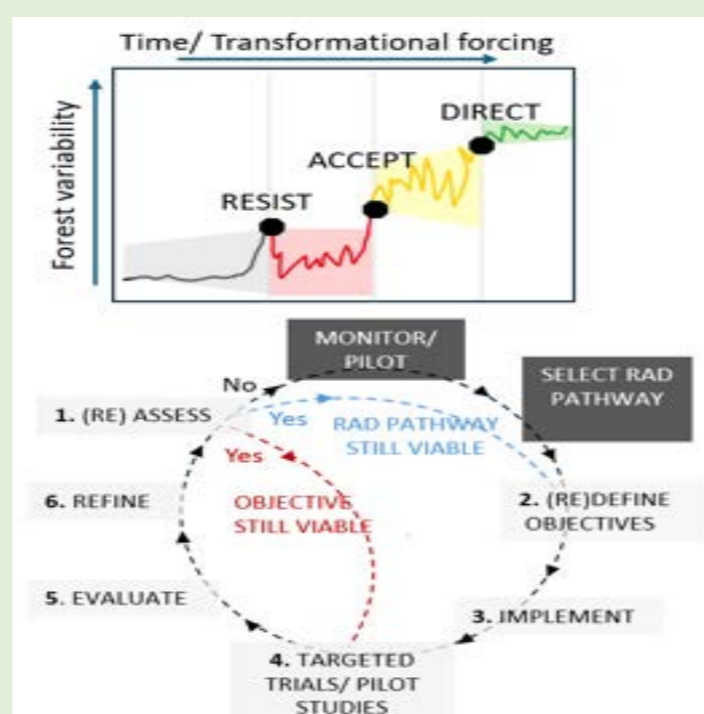 Time/ Transformational forcing
Forest variability
DIRECT
ACCEPT
RESIST
MONITOR/
PILOT
SELECT RAD
PATHWAY
No
1. (RE) ASSESS
Yes
RAD PATHWAY
STILL VIABLE
Yes
6. REFINE
OBJECTIVE
STILL VIABLE
2. (RE)DEFINE
OBJECTIVES
5. EVALUATE
3. IMPLEMENT
4. TARGETED
TRIALS/ PILOT
STUDIES